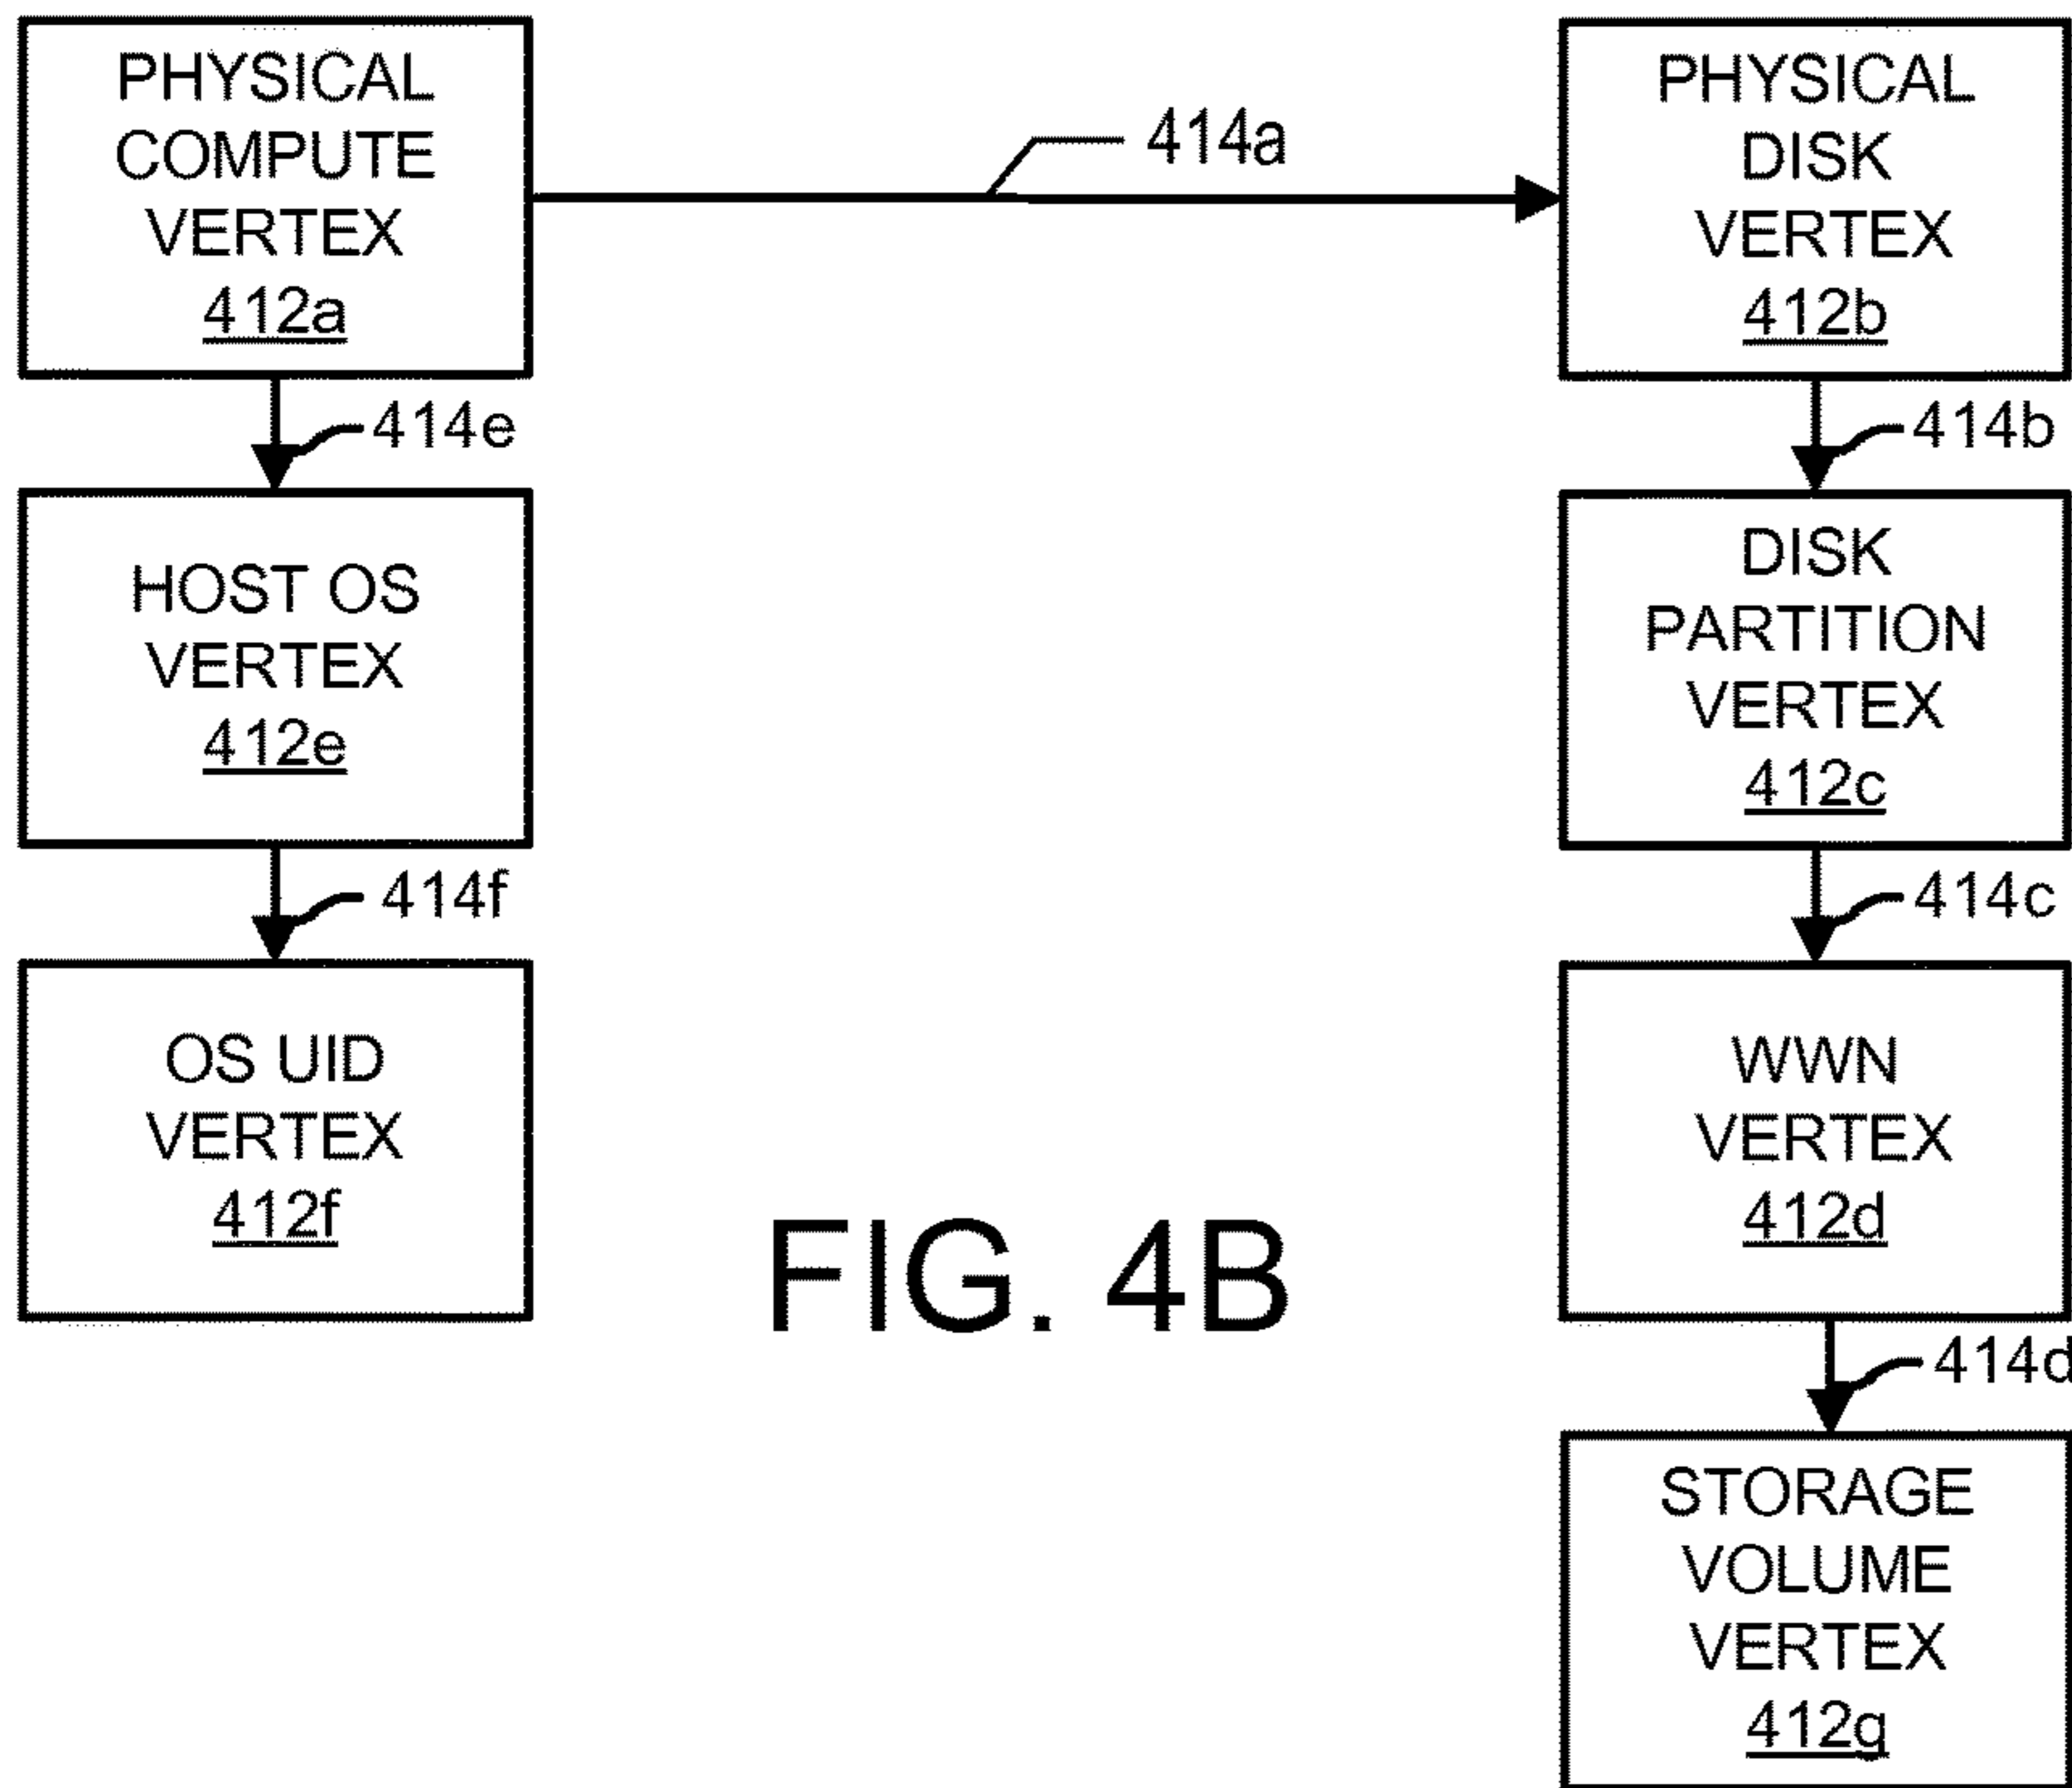 PHYSICAL
COMPUTE
VERTEX
412a
414a
PHYSICAL
DISK
VERTEX
412b
414e
414b
HOST OS
VERTEX
412e
DISK
PARTITION
VERTEX
412c
414f
414c
OS UID
VERTEX
412f
WWN
VERTEX
412d
FIG. 4B
414d
STORAGE
VOLUME
VERTEX
412g